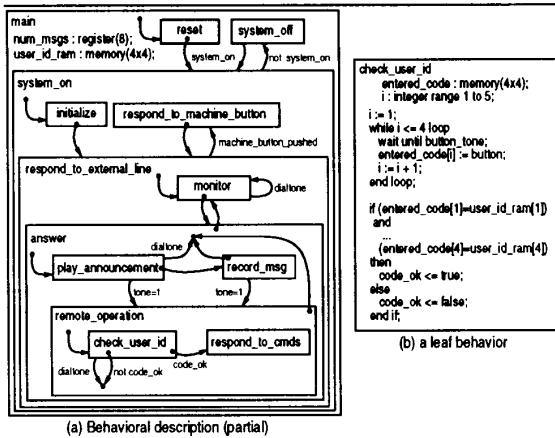 main
num_msgs : register(8);
user_id_ram : memory(4x4);
reset
system_off
system_on
not system_on
system_on
initialize
respond_to_machine_button
machine_button_pushed
respond_to_external_line
monitor
dialtone
answer
dialtone
play_announcement
record_msg
tone=1
tone=1
remote_operation
check_user_id
respond_to_cmds
code_ok
dialtone
not code_ok
(a) Behavioral description (partial)
check_user_id
entered_code : memory(4x4);
i : integer range 1 to 5;
i := 1;
while i <= 4 loop
wait until button_tone;
entered_code[i] := button;
i := i + 1;
end loop;
if (entered_code[1]=user_id_ram[1])
and
...
(entered_code[4]=user_id_ram[4])
then
code_ok <= true;
else
code_ok <= false;
end if;
(b) a leaf behavior